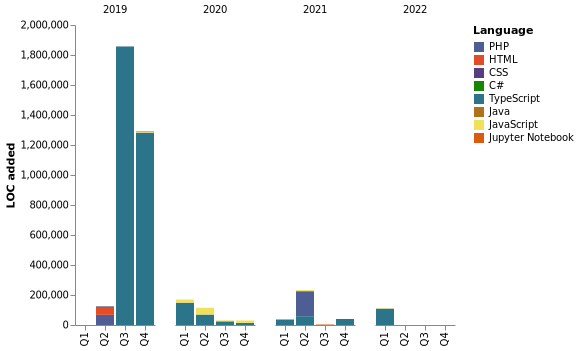 2019 2020 2021 2022
LOC added
2,000,000
1,800,000
1,600,000
1,400,000
1,200,000
1,000,000
800,000
600,000
400,000
200,000
0
Q1 Q2 Q3 Q4 Q1 Q2 Q3 Q4 Q1 Q2 Q3 Q4 Q1 Q2 Q3 Q4
Language
PHP
HTML
CSS
C#
TypeScript
Java
JavaScript
Jupyter Notebook